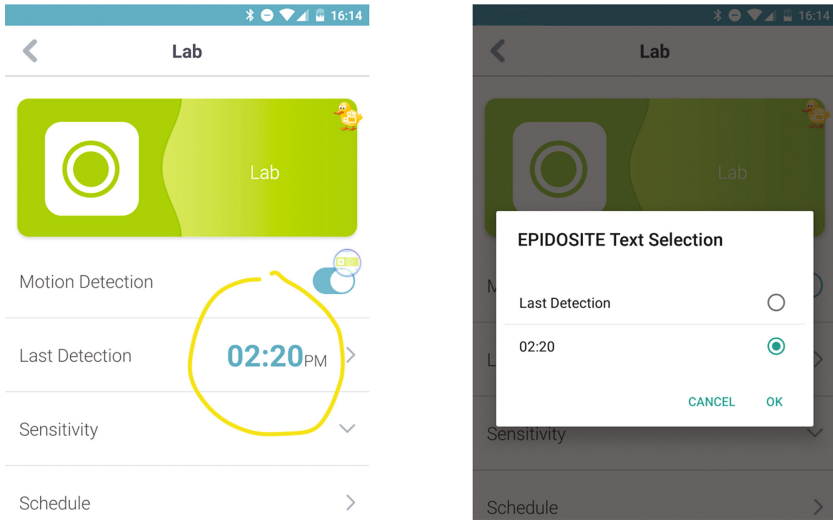 16:14
Lab
Lab
Motion Detection
Last Detection 02:20PM
Sensitivity
Schedule
16:14
Lab
Lab
EPIDOSITE Text Selection
M
Last Detection
L
02:20
CANCEL OK
Sensitivity
Schedule